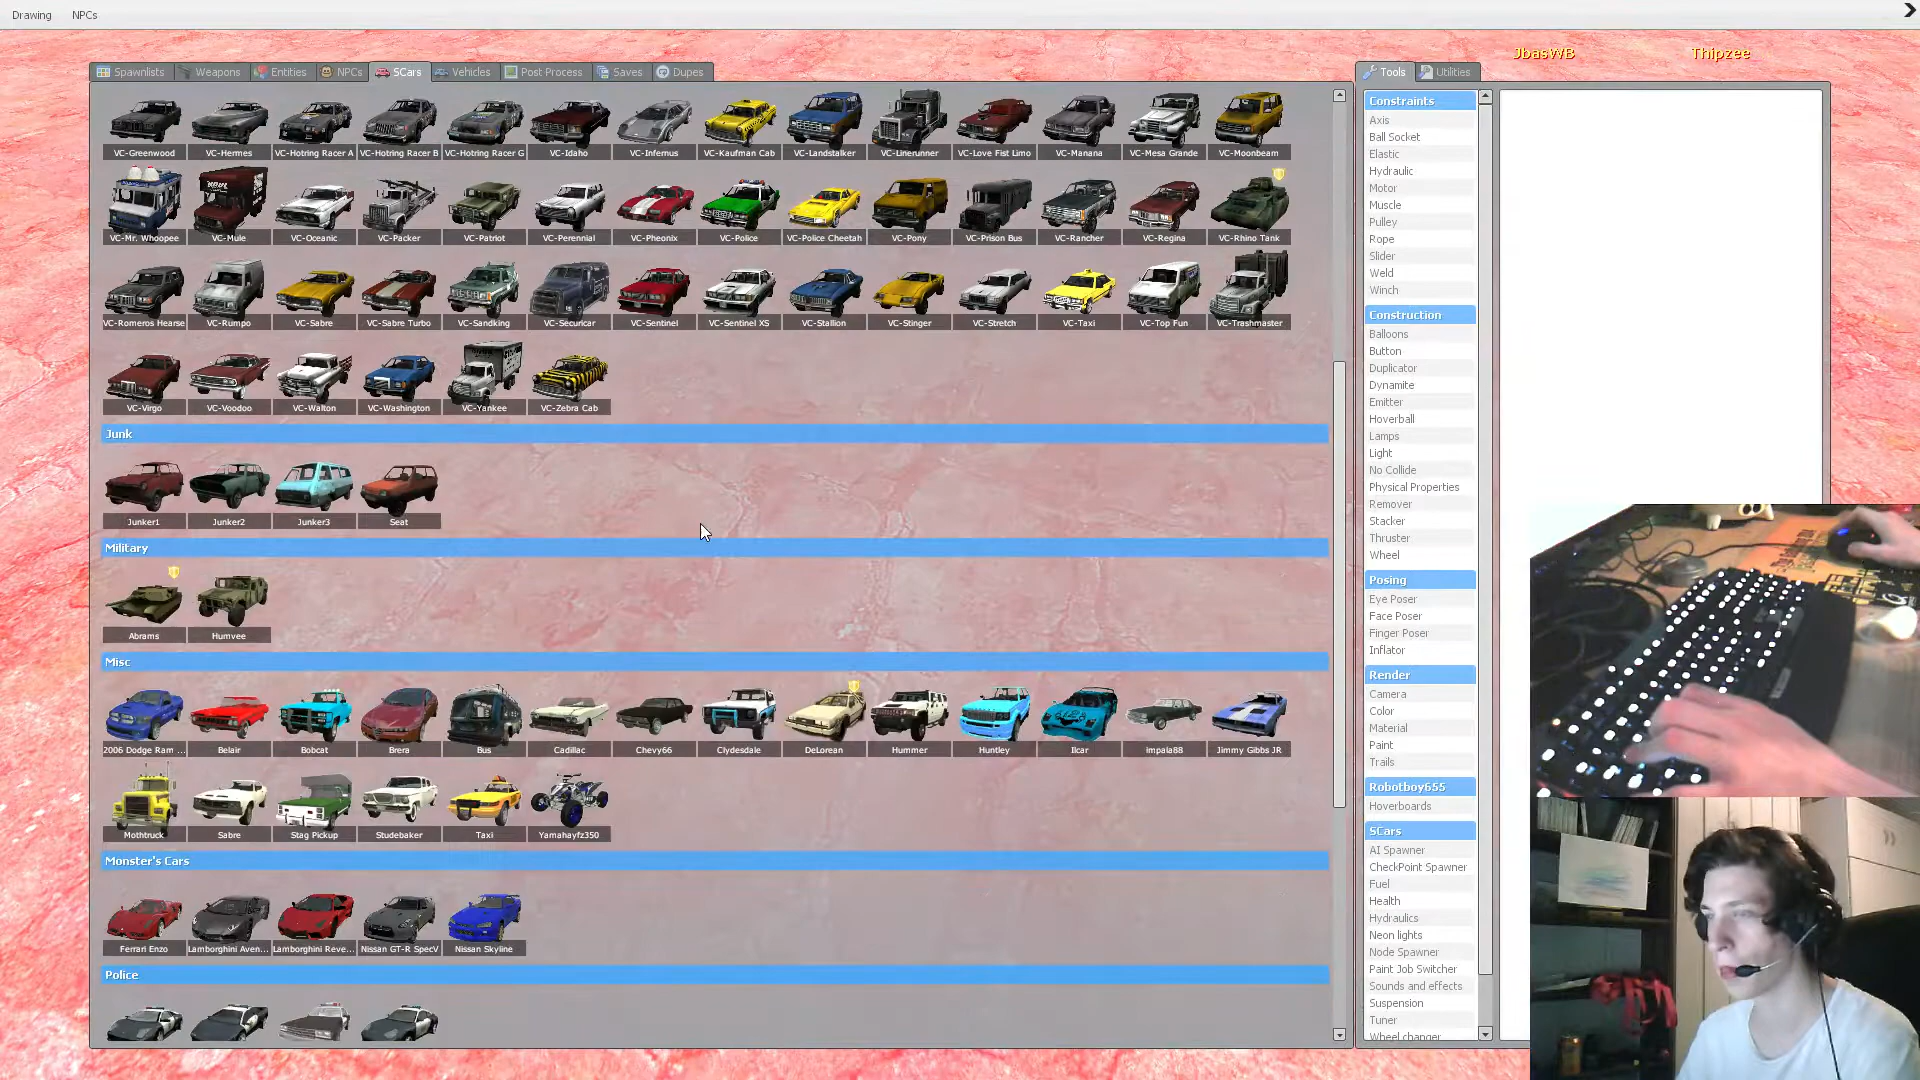 Drawing NPCs
JbasWB Thipzee
Spawnlists Weapons Entities NPCs SCars Vehicles Post Process Saves Dupes
Tools Utilities
VC-Greenwood VC-Hermes VC-Hotring Racer A VC-Hotring Racer B VC-Hotring Racer G VC-Idaho VC-Infernus VC-Kaufman Cab VC-Landstalker VC-Linerunner VC-Love Fist Limo VC-Manana VC-Mesa Grande VC-Moonbeam
VC-Mr. Whoopee VC-Mule VC-Oceanic VC-Packer VC-Patriot VC-Perennial VC-Pheonix VC-Police VC-Police Cheetah VC-Pony VC-Prison Bus VC-Rancher VC-Regina VC-Rhino Tank
VC-Romeros Hearse VC-Rumpo VC-Sabre VC-Sabre Turbo VC-Sandking VC-Securicar VC-Sentinel VC-Sentinel XS VC-Stallion VC-Stinger VC-Stretch VC-Taxi VC-Top Fun VC-Trashmaster
VC-Virgo VC-Voodoo VC-Walton VC-Washington VC-Yankee VC-Zebra Cab
Junk
Junker1 Junker2 Junker3 Seat
Military
Abrams Humvee
Misc
2006 Dodge Ram ... Belair Bobcat Brera Bus Cadillac Chevy66 Clydesdale DeLorean Hummer Huntley Ilcar impala88 Jimmy Gibbs JR
Mothtruck Sabre Stag Pickup Studebaker Taxi Yamahayfz350
Monster's Cars
Ferrari Enzo Lamborghini Aven... Lamborghini Reve... Nissan GT-R SpecV Nissan Skyline
Police
Constraints
Axis
Ball Socket
Elastic
Hydraulic
Motor
Muscle
Pulley
Rope
Slider
Weld
Winch
Construction
Balloons
Button
Duplicator
Dynamite
Emitter
Hoverball
Lamps
Light
No Collide
Physical Properties
Remover
Stacker
Thruster
Wheel
Posing
Eye Poser
Face Poser
Finger Poser
Inflator
Render
Camera
Color
Material
Paint
Trails
Robotboy655
Hoverboards
SCars
AI Spawner
CheckPoint Spawner
Fuel
Health
Hydraulics
Neon lights
Node Spawner
Paint Job Switcher
Sounds and effects
Suspension
Tuner
Wheel changer